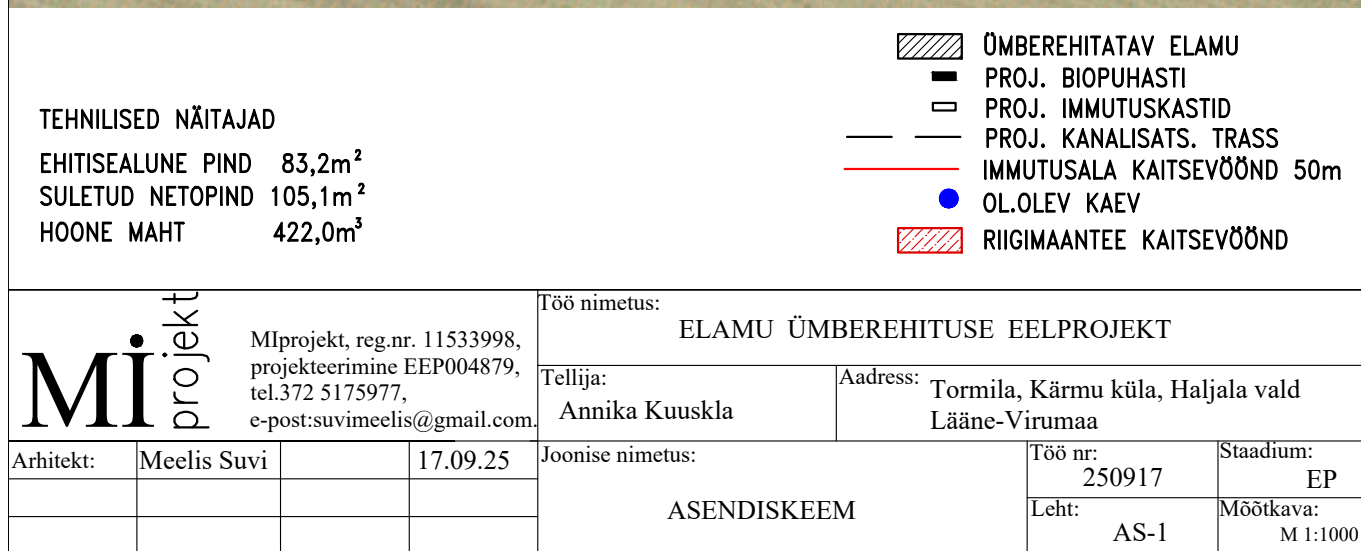 ÜMBEREHITATAV ELAMU
PROJ. BIOPUHASTI
PROJ. IMMUTUSKASTID
PROJ. KANALISATS. TRASS
IMMUTUSALA KAITSEVÖÖND 50m
OL.OLEV KAEV
RIIGIMAANTEE KAITSEVÖÖND
TEHNILISED NÄITAJAD
EHITISEALUNE PIND 83,2m²
SULETUD NETOPIND 105,1m²
HOONE MAHT 422,0m³
Mi projekt
MIprojekt, reg.nr. 11533998,
projekteerimine EEP004879,
tel.372 5175977,
e-post:suvimeelis@gmail.com.
Töö nimetus:
ELAMU ÜMBEREHITUSE EELPROJEKT
Tellija:
Annika Kuuskla
Aadress:
Tormila, Kärmu küla, Haljala vald
Lääne-Virumaa
Arhitekt: Meelis Suvi 17.09.25
Joonise nimetus:
ASENDISKEEM
Töö nr:
250917
Staadium:
EP
Leht:
AS-1
Mõõtkava:
M 1:1000